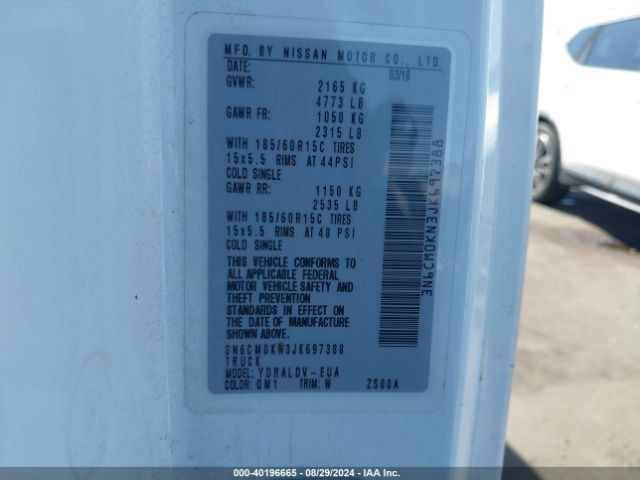 MFD. BY NISSAN MOTOR CO., LTD.
DATE: 03/18
GVWR: 2165 KG
4773 LB
GAWR FR: 1050 KG
2315 LB
WITH 185/60R15C TIRES
15x5.5 RIMS AT 44PSI
COLD SINGLE
GAWR RR: 1150 KG
2535 LB
WITH 185/60R15C TIRES
15x5.5 RIMS AT 48 PSI
COLD SINGLE
THIS VEHICLE CONFORMS TO
ALL APPLICABLE FEDERAL
MOTOR VEHICLE SAFETY AND
THEFT PREVENTION
STANDARDS IN EFFECT ON
THE DATE OF MANUFACTURE
SHOWN ABOVE.
3N6CM0KN3JK697388
TRUCK
MODEL: YDRALDV-EUA
COLOR: QM1 TRIM: W ZS00A
3N6CM0KN3JK697388
000-40196665 - 08/29/2024 - IAA Inc.